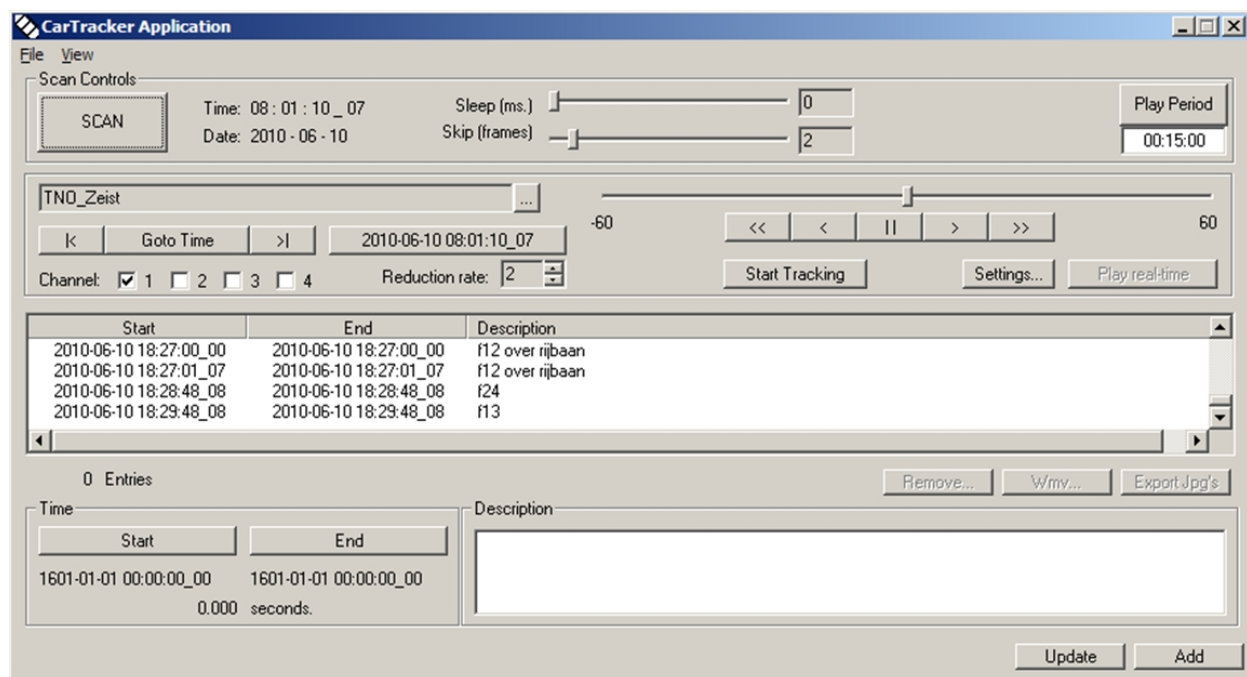 CarTracker Application
File View
Scan Controls
SCAN
Time: 08 : 01 : 10 _ 07
Date: 2010 - 06 - 10
Sleep (ms.) 0
Skip (frames) 2
Play Period
00:15:00
TNO_Zeist ...
|< Goto Time >| 2010-06-10 08:01:10_07
Channel: 1 2 3 4 Reduction rate: 2
-60 << < || > >> 60
Start Tracking Settings... Play real-time
Start End Description
2010-06-10 18:27:00_00 2010-06-10 18:27:00_00 f12 over rijbaan
2010-06-10 18:27:01_07 2010-06-10 18:27:01_07 f12 over rijbaan
2010-06-10 18:28:48_08 2010-06-10 18:28:48_08 f24
2010-06-10 18:29:48_08 2010-06-10 18:29:48_08 f13
0 Entries
Remove... Wmv... Export Jpg's
Time
Start End
1601-01-01 00:00:00_00 1601-01-01 00:00:00_00
0.000 seconds.
Description
Update Add